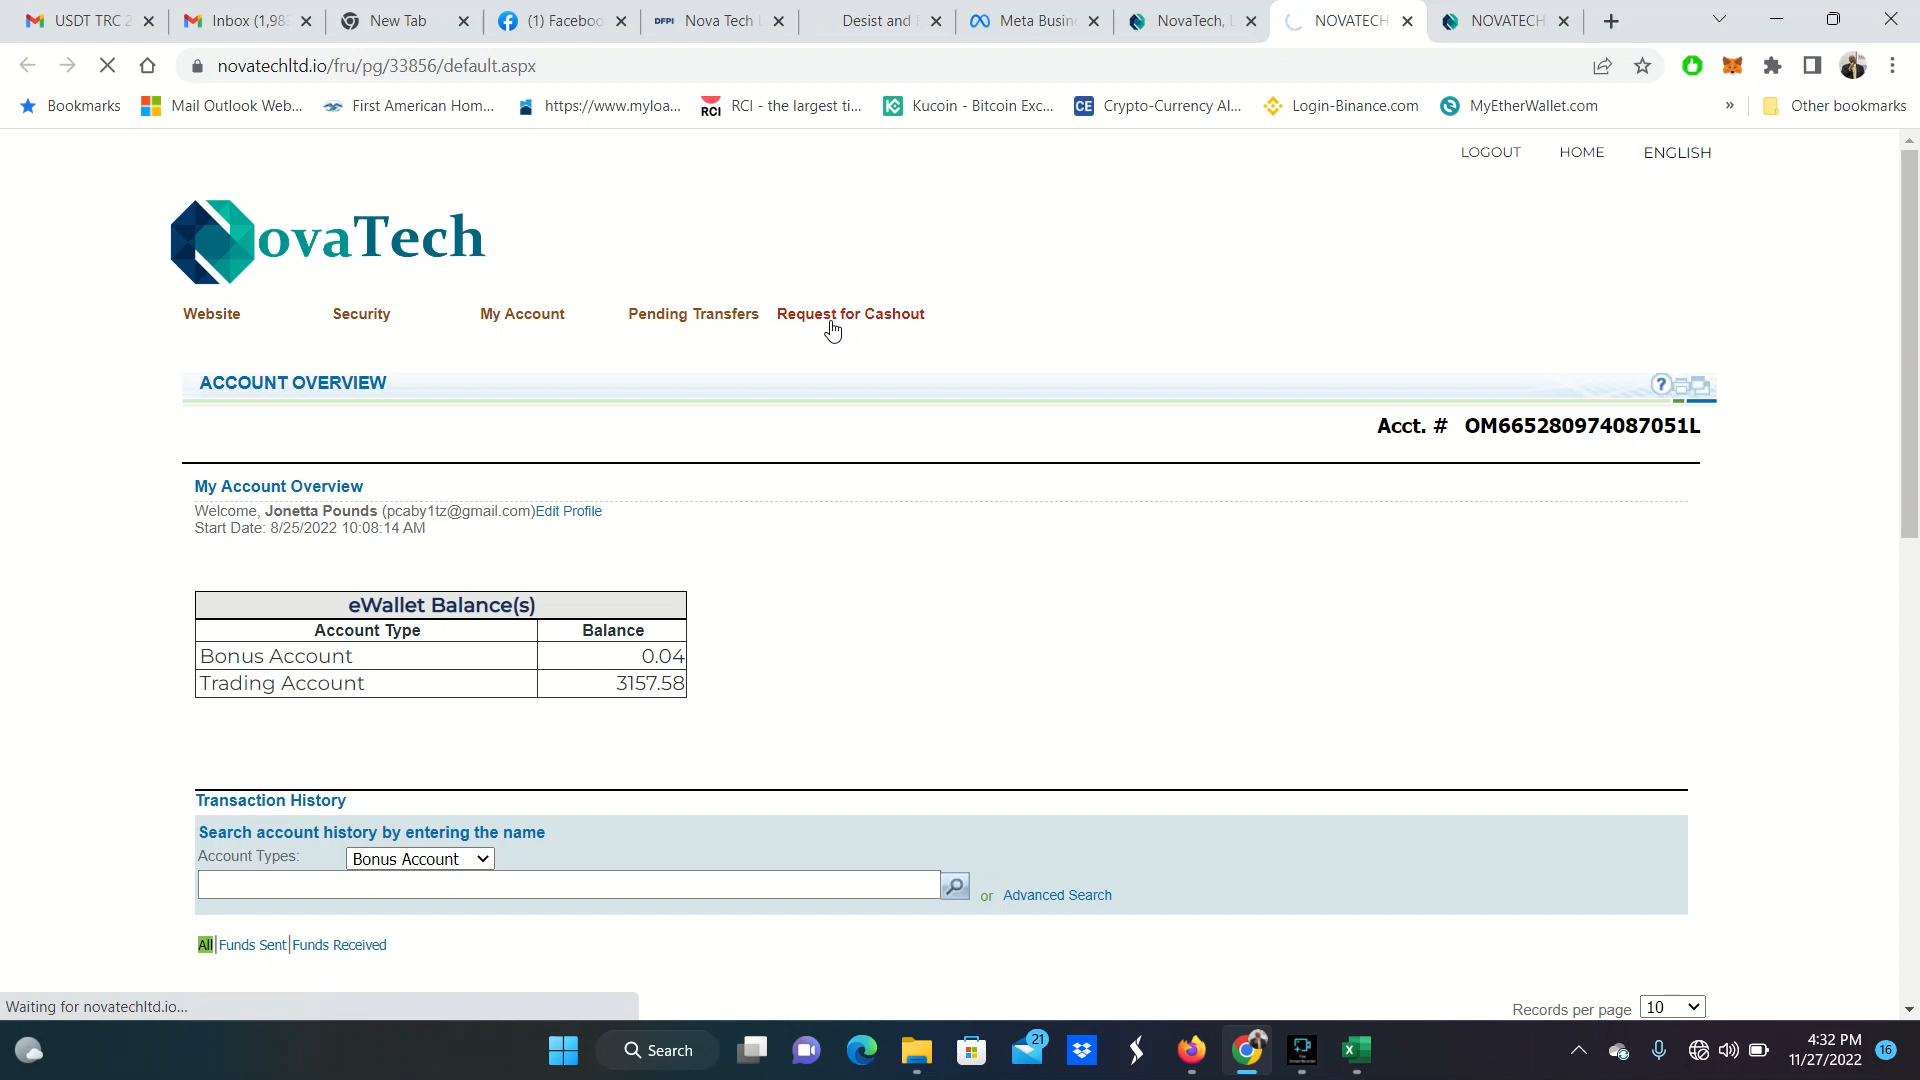 USDT TRC 2
Inbox (1,98
New Tab
(1) Faceboo
DFPI Nova Tech L
Desist and
Meta Busin
NovaTech, L
NOVATECH
NOVATECH
novatechltd.io/fru/pg/33856/default.aspx
Bookmarks
Mail Outlook Web...
First American Hom...
https://www.myloa...
RCI RCI - the largest ti...
Kucoin - Bitcoin Exc...
CE Crypto-Currency Al...
Login-Binance.com
MyEtherWallet.com
»
Other bookmarks
LOGOUT HOME ENGLISH
NovaTech
Website Security My Account Pending Transfers Request for Cashout
ACCOUNT OVERVIEW
?
Acct. # OM665280974087051L
My Account Overview
Welcome, Jonetta Pounds (pcaby1tz@gmail.com)Edit Profile
Start Date: 8/25/2022 10:08:14 AM
eWallet Balance(s)
Account Type Balance
Bonus Account 0.04
Trading Account 3157.58
Transaction History
Search account history by entering the name
Account Types: Bonus Account
or Advanced Search
All|Funds Sent|Funds Received
Waiting for novatechltd.io...
Records per page 10
Search
21
4:32 PM
11/27/2022
16